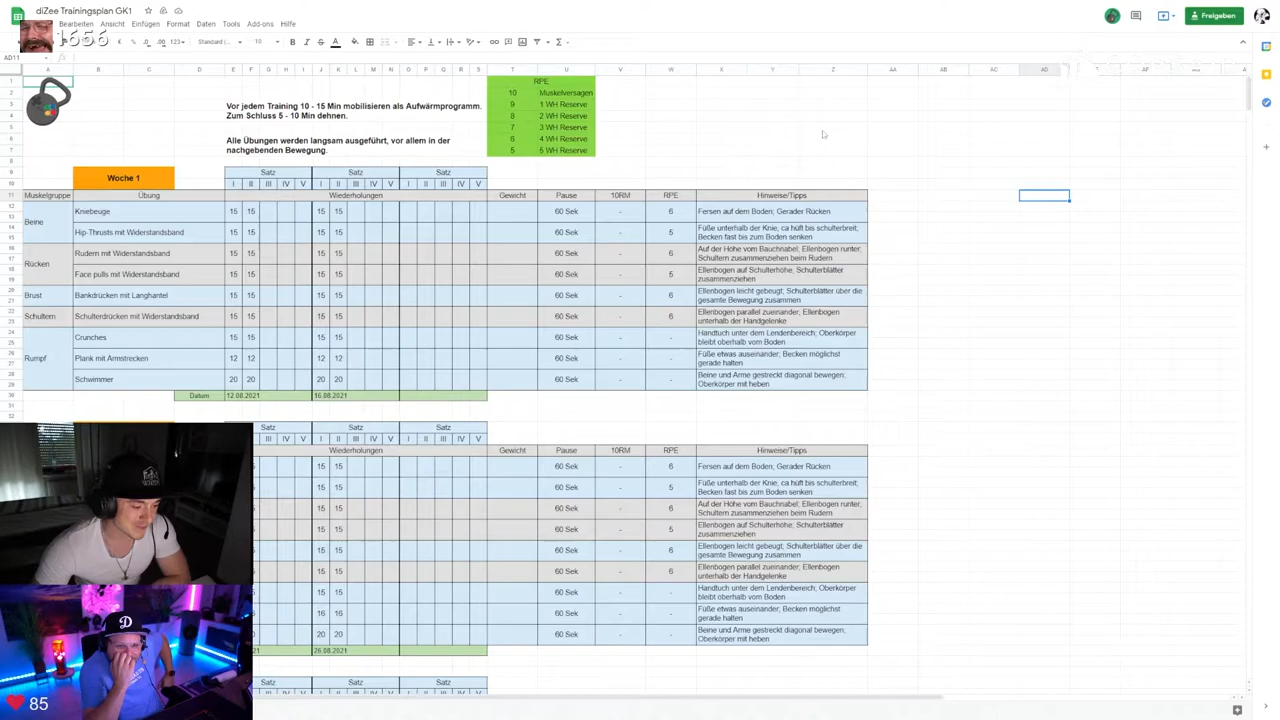 diZee Trainingsplan GK1
Bearbeiten Ansicht Einfügen Format Daten Tools Add-ons Hilfe
Freigeben
1656
Standard (...
10
AD11
RPE
10 Muskelversagen
9 1 WH Reserve
8 2 WH Reserve
7 3 WH Reserve
6 4 WH Reserve
5 5 WH Reserve
Vor jedem Training 10 - 15 Min mobilisieren als Aufwärmprogramm.
Zum Schluss 5 - 10 Min dehnen.
Alle Übungen werden langsam ausgeführt, vor allem in der
nachgebenden Bewegung.
Woche 1
Satz Satz Satz
I II III IV V I II III IV V I II III IV V
Muskelgruppe Übung Wiederholungen Gewicht Pause 10RM RPE Hinweise/Tipps
Beine
Kniebeuge 15 15 15 15 60 Sek - 6 Fersen auf dem Boden; Gerader Rücken
Hip-Thrusts mit Widerstandsband 15 15 15 15 60 Sek - 5 Füße unterhalb der Knie, ca hüft bis schulterbreit;
Becken fast bis zum Boden senken
Rücken
Rudern mit Widerstandsband 15 15 15 15 60 Sek - 6 Auf der Höhe vom Bauchnabel; Ellenbogen runter;
Schultern zusammenziehen beim Rudern
Face pulls mit Widerstandsband 15 15 15 15 60 Sek - 5 Ellenbogen auf Schulterhöhe; Schulterblätter
zusammenziehen
Brust Bankdrücken mit Langhantel 15 15 15 15 60 Sek - 6 Ellenbogen leicht gebeugt; Schulterblätter über die
gesamte Bewegung zusammen
Schultern Schulterdrücken mit Widerstandsband 15 15 15 15 60 Sek - 6 Ellenbogen parallel zueinander; Ellenbogen
unterhalb der Handgelenke
Rumpf
Crunches 15 15 15 15 60 Sek - - Handtuch unter dem Lendenbereich; Oberkörper
bleibt oberhalb vom Boden
Plank mit Armstrecken 12 12 12 12 60 Sek - - Füße etwas auseinander; Becken möglichst
gerade halten
Schwimmer 20 20 20 20 60 Sek - - Beine und Arme gestreckt diagonal bewegen;
Oberkörper mit heben
Datum 12.08.2021 16.08.2021
Satz Satz Satz
III IV V I II III IV V I II III IV V
Wiederholungen Gewicht Pause 10RM RPE Hinweise/Tipps
15 15 60 Sek - 6 Fersen auf dem Boden; Gerader Rücken
15 15 60 Sek - 5 Füße unterhalb der Knie, ca hüft bis schulterbreit;
Becken fast bis zum Boden senken
15 15 60 Sek - 6 Auf der Höhe vom Bauchnabel; Ellenbogen runter;
Schultern zusammenziehen beim Rudern
15 15 60 Sek - 5 Ellenbogen auf Schulterhöhe; Schulterblätter
zusammenziehen
15 15 60 Sek - 6 Ellenbogen leicht gebeugt; Schulterblätter über die
gesamte Bewegung zusammen
15 15 60 Sek - 6 Ellenbogen parallel zueinander; Ellenbogen
unterhalb der Handgelenke
15 15 60 Sek - - Handtuch unter dem Lendenbereich; Oberkörper
bleibt oberhalb vom Boden
16 16 60 Sek - - Füße etwas auseinander; Becken möglichst
gerade halten
20 20 60 Sek - - Beine und Arme gestreckt diagonal bewegen;
Oberkörper mit heben
26.08.2021
Satz Satz Satz
D
85